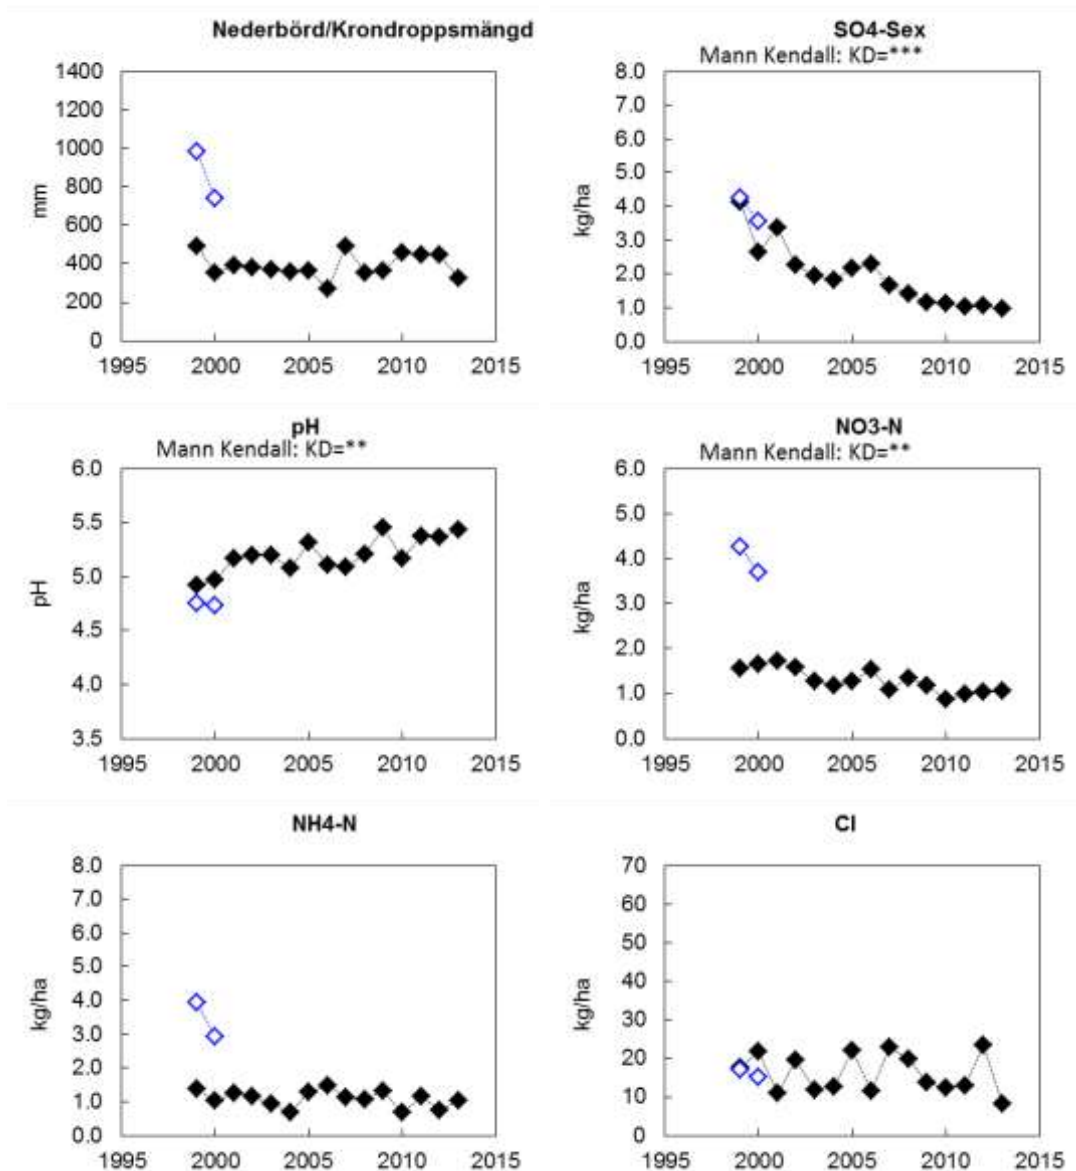 Nederbörd/Krondroppsmängd
1400
1200
1000
800
600
400
200
0
mm
1995 2000 2005 2010 2015
SO4-Sex
Mann Kendall: KD=***
8.0
7.0
6.0
5.0
4.0
3.0
2.0
1.0
0.0
kg/ha
1995 2000 2005 2010 2015
pH
Mann Kendall: KD=**
6.0
5.5
5.0
4.5
4.0
3.5
pH
1995 2000 2005 2010 2015
NO3-N
Mann Kendall: KD=**
6.0
5.0
4.0
3.0
2.0
1.0
0.0
kg/ha
1995 2000 2005 2010 2015
NH4-N
8.0
7.0
6.0
5.0
4.0
3.0
2.0
1.0
0.0
kg/ha
1995 2000 2005 2010 2015
Cl
70
60
50
40
30
20
10
0
kg/ha
1995 2000 2005 2010 2015